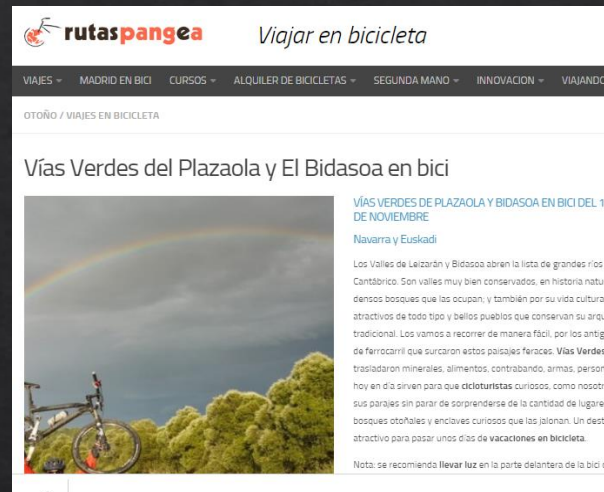 rutaspangea
Viajar en bicicleta
VIAJES MADRID EN BICI CURSOS ALQUILER DE BICICLETAS SEGUNDA MANO INNOVACION VIAJANDO
OTOÑO / VIAJES EN BICICLETA
Vías Verdes del Plazaola y El Bidasoa en bici
VÍAS VERDES DE PLAZAOLA Y BIDASOA EN BICI DEL 1
DE NOVIEMBRE
Navarra y Euskadi
Los Valles de Leizarán y Bidasoa abren la lista de grandes ríos
Cantábrico. Son valles muy bien conservados, en historia natu
densos bosques que las ocupan; y también por su vida cultura
atractivos de todo tipo y bellos pueblos que conservan su arqu
tradicional. Los vamos a recorrer de manera fácil, por los antig
de ferrocarril que surcaron estos paisajes feraces. Vías Verdes
trasladaron minerales, alimentos, contrabando, armas, person
hoy en día sirven para que cicloturistas curiosos, como nosotr
sus parajes sin parar de sorprenderse de la cantidad de lugare
bosques otoñales y enclaves curiosos que las jalonan. Un dest
atractivo para pasar unos días de vacaciones en bicicleta.
Nota: se recomienda llevar luz en la parte delantera de la bici